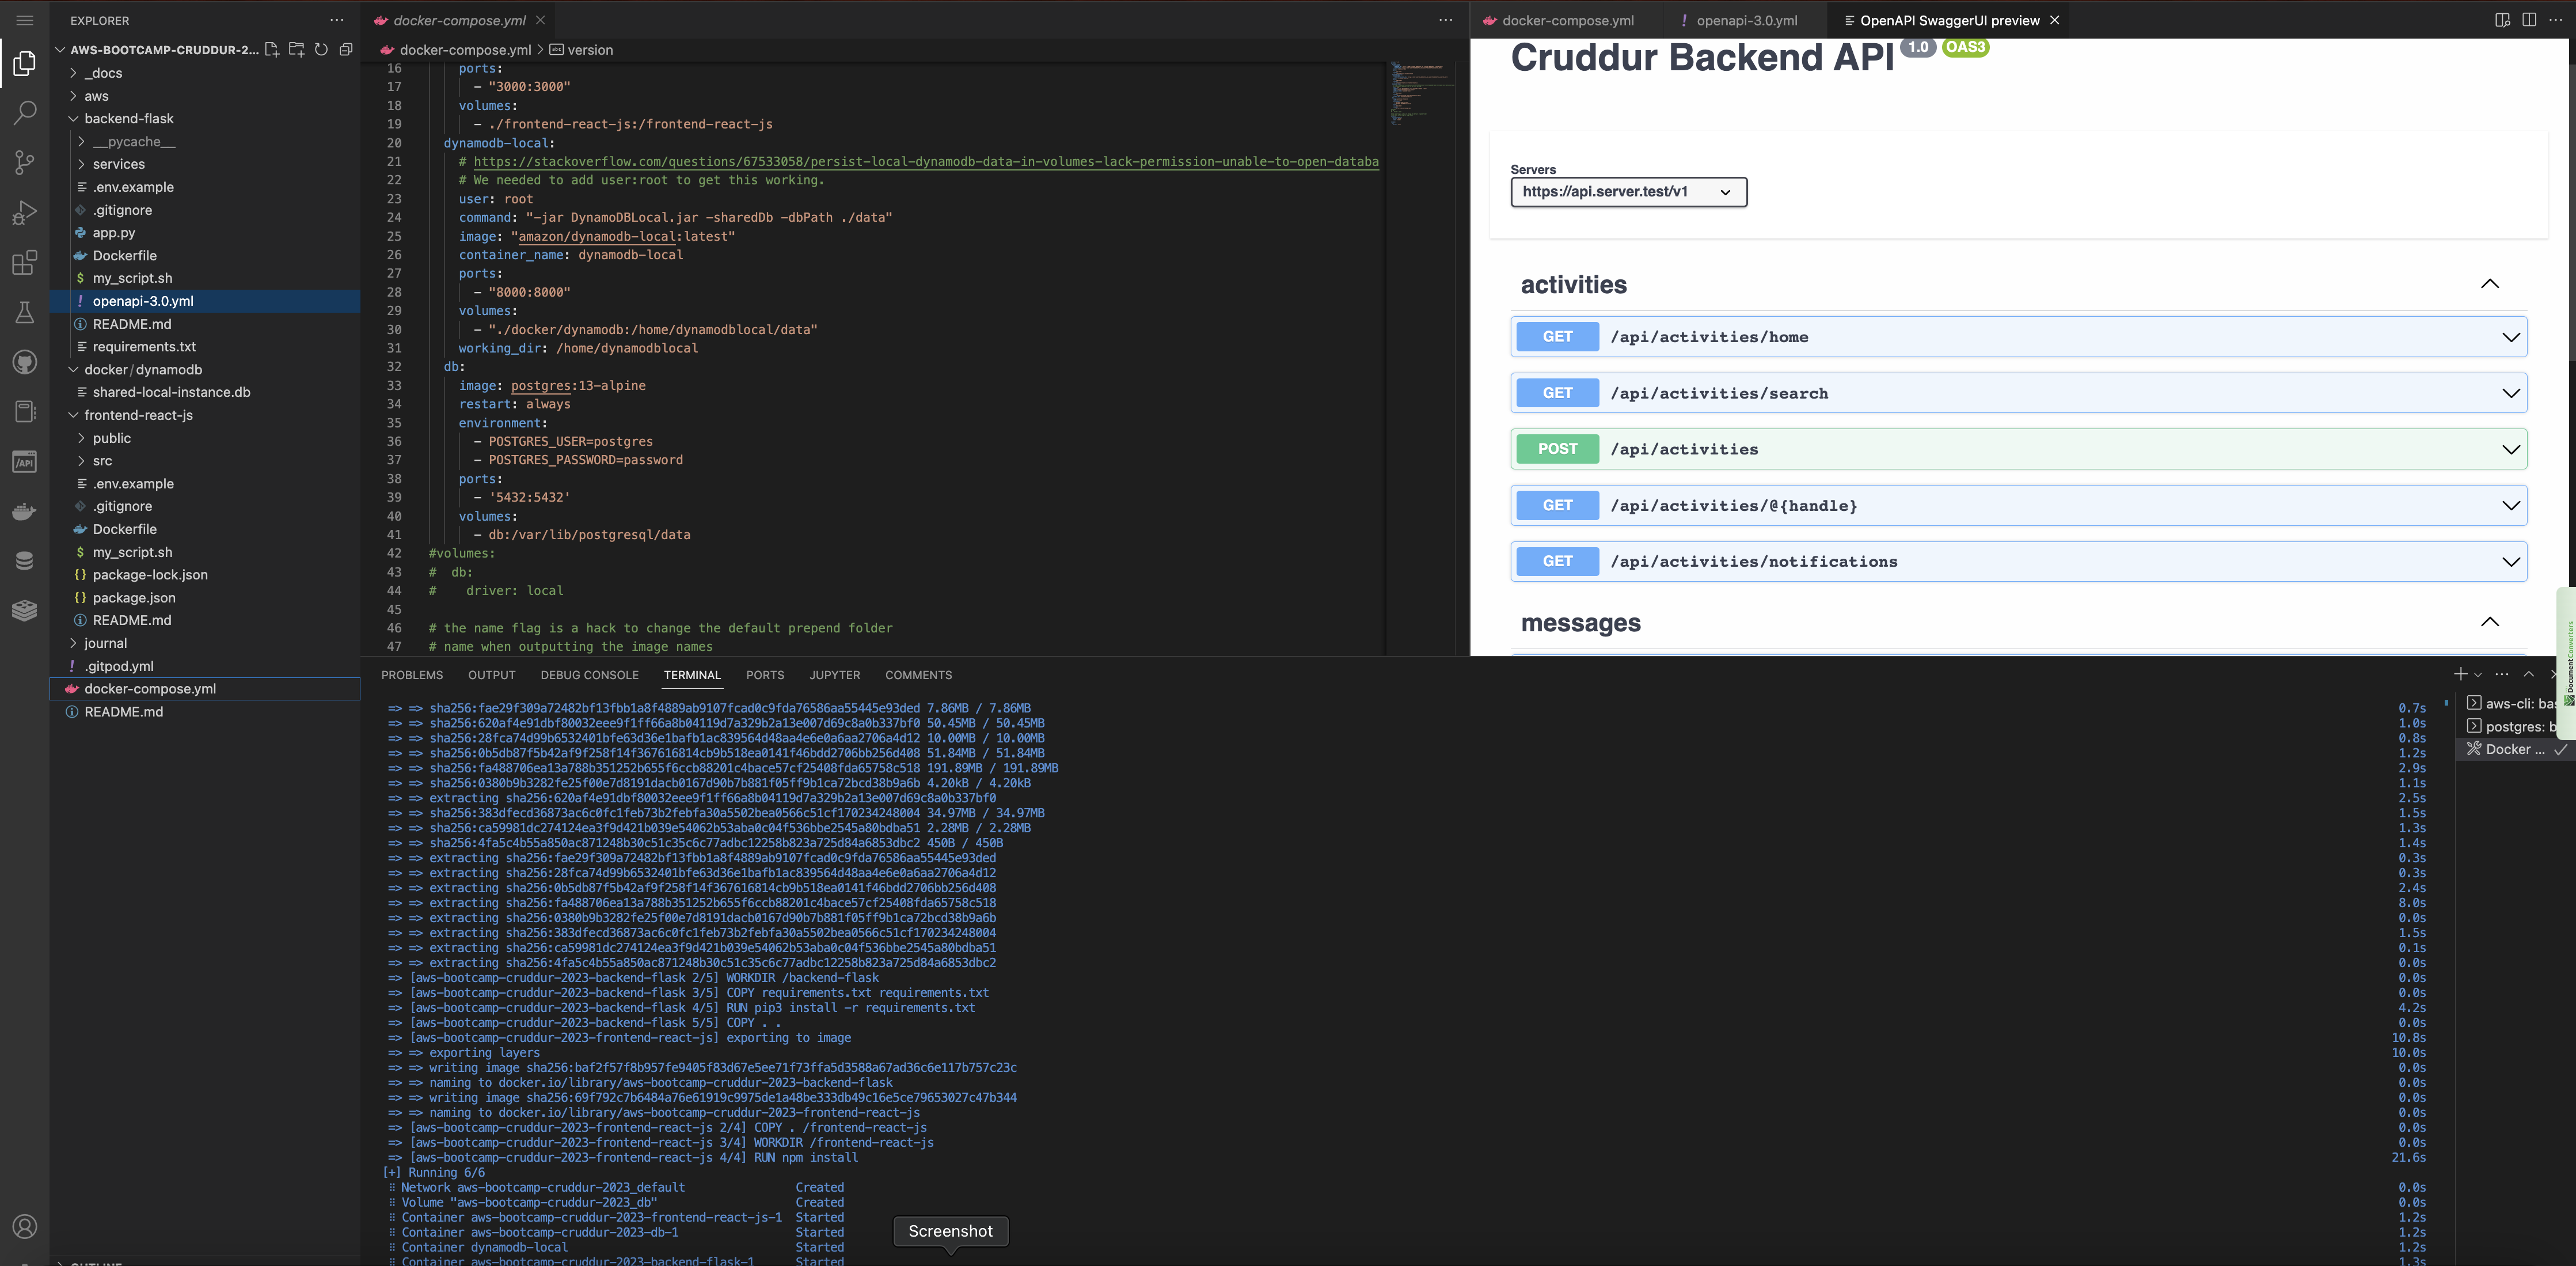 EXPLORER
AWS-BOOTCAMP-CRUDDUR-2...
_docs
aws
backend-flask
__pycache__
services
.env.example
.gitignore
app.py
Dockerfile
my_script.sh
openapi-3.0.yml
README.md
requirements.txt
docker/dynamodb
shared-local-instance.db
frontend-react-js
public
src
.env.example
.gitignore
Dockerfile
my_script.sh
package-lock.json
package.json
README.md
journal
.gitpod.yml
docker-compose.yml
README.md
docker-compose.yml
docker-compose.yml > version
16 ports:
17 - "3000:3000"
18 volumes:
19 - ./frontend-react-js:/frontend-react-js
20 dynamodb-local:
21 # https://stackoverflow.com/questions/67533058/persist-local-dynamodb-data-in-volumes-lack-permission-unable-to-open-databa
22 # We needed to add user:root to get this working.
23 user: root
24 command: "-jar DynamoDBLocal.jar -sharedDb -dbPath ./data"
25 image: "amazon/dynamodb-local:latest"
26 container_name: dynamodb-local
27 ports:
28 - "8000:8000"
29 volumes:
30 - "./docker/dynamodb:/home/dynamodblocal/data"
31 working_dir: /home/dynamodblocal
32 db:
33 image: postgres:13-alpine
34 restart: always
35 environment:
36 - POSTGRES_USER=postgres
37 - POSTGRES_PASSWORD=password
38 ports:
39 - '5432:5432'
40 volumes:
41 - db:/var/lib/postgresql/data
42 #volumes:
43 # db:
44 # driver: local
45
46 # the name flag is a hack to change the default prepend folder
47 # name when outputting the image names
docker-compose.yml
openapi-3.0.yml
OpenAPI SwaggerUI preview
Cruddur Backend API 1.0 OAS3
Servers
https://api.server.test/v1
activities
GET /api/activities/home
GET /api/activities/search
POST /api/activities
GET /api/activities/@{handle}
GET /api/activities/notifications
messages
DocumentConverters
PROBLEMS OUTPUT DEBUG CONSOLE TERMINAL PORTS JUPYTER COMMENTS
=> => sha256:fae29f309a72482bf13fbb1a8f4889ab9107fcad0c9fda76586aa55445e93ded 7.86MB / 7.86MB 0.7s
=> => sha256:620af4e91dbf80032eee9f1ff66a8b04119d7a329b2a13e007d69c8a0b337bf0 50.45MB / 50.45MB 1.0s
=> => sha256:28fca74d99b6532401bfe63d36e1bafb1ac839564d48aa4e6e0a6aa2706a4d12 10.00MB / 10.00MB 0.8s
=> => sha256:0b5db87f5b42af9f258f14f367616814cb9b518ea0141f46bdd2706bb256d408 51.84MB / 51.84MB 1.2s
=> => sha256:fa488706ea13a788b351252b655f6ccb88201c4bace57cf25408fda65758c518 191.89MB / 191.89MB 2.9s
=> => sha256:0380b9b3282fe25f00e7d8191dacb0167d90b7b881f05ff9b1ca72bcd38b9a6b 4.20kB / 4.20kB 1.1s
=> => extracting sha256:620af4e91dbf80032eee9f1ff66a8b04119d7a329b2a13e007d69c8a0b337bf0 2.5s
=> => sha256:383dfecd36873ac6c0fc1feb73b2febfa30a5502bea0566c51cf170234248004 34.97MB / 34.97MB 1.5s
=> => sha256:ca59981dc274124ea3f9d421b039e54062b53aba0c04f536bbe2545a80bdba51 2.28MB / 2.28MB 1.3s
=> => sha256:4fa5c4b55a850ac871248b30c51c35c6c77adbc12258b823a725d84a6853dbc2 450B / 450B 1.4s
=> => extracting sha256:fae29f309a72482bf13fbb1a8f4889ab9107fcad0c9fda76586aa55445e93ded 0.3s
=> => extracting sha256:28fca74d99b6532401bfe63d36e1bafb1ac839564d48aa4e6e0a6aa2706a4d12 0.3s
=> => extracting sha256:0b5db87f5b42af9f258f14f367616814cb9b518ea0141f46bdd2706bb256d408 2.4s
=> => extracting sha256:fa488706ea13a788b351252b655f6ccb88201c4bace57cf25408fda65758c518 8.0s
=> => extracting sha256:0380b9b3282fe25f00e7d8191dacb0167d90b7b881f05ff9b1ca72bcd38b9a6b 0.0s
=> => extracting sha256:383dfecd36873ac6c0fc1feb73b2febfa30a5502bea0566c51cf170234248004 1.5s
=> => extracting sha256:ca59981dc274124ea3f9d421b039e54062b53aba0c04f536bbe2545a80bdba51 0.1s
=> => extracting sha256:4fa5c4b55a850ac871248b30c51c35c6c77adbc12258b823a725d84a6853dbc2 0.0s
=> [aws-bootcamp-cruddur-2023-backend-flask 2/5] WORKDIR /backend-flask 0.0s
=> [aws-bootcamp-cruddur-2023-backend-flask 3/5] COPY requirements.txt requirements.txt 0.0s
=> [aws-bootcamp-cruddur-2023-backend-flask 4/5] RUN pip3 install -r requirements.txt 4.2s
=> [aws-bootcamp-cruddur-2023-backend-flask 5/5] COPY . . 0.0s
=> [aws-bootcamp-cruddur-2023-frontend-react-js] exporting to image 10.8s
=> => exporting layers 10.0s
=> => writing image sha256:baf2f57f8b957fe9405f83d67e5ee71f73ffa5d3588a67ad36c6e117b757c23c 0.0s
=> => naming to docker.io/library/aws-bootcamp-cruddur-2023-backend-flask 0.0s
=> => writing image sha256:69f792c7b6484a76e61919c9975de1a48be333db49c16e5ce79653027c47b344 0.0s
=> => naming to docker.io/library/aws-bootcamp-cruddur-2023-frontend-react-js 0.0s
=> [aws-bootcamp-cruddur-2023-frontend-react-js 2/4] COPY . /frontend-react-js 0.0s
=> [aws-bootcamp-cruddur-2023-frontend-react-js 3/4] WORKDIR /frontend-react-js 0.0s
=> [aws-bootcamp-cruddur-2023-frontend-react-js 4/4] RUN npm install 21.6s
[+] Running 6/6
⠿ Network aws-bootcamp-cruddur-2023_default Created 0.0s
⠿ Volume "aws-bootcamp-cruddur-2023_db" Created 0.0s
⠿ Container aws-bootcamp-cruddur-2023-frontend-react-js-1 Started 1.2s
⠿ Container aws-bootcamp-cruddur-2023-db-1 Started 1.2s
⠿ Container dynamodb-local Started 1.2s
⠿ Container aws-bootcamp-cruddur-2023-backend-flask-1 Started 1.3s
aws-cli: bas
postgres: b
Docker ...
Screenshot
OUTLINE